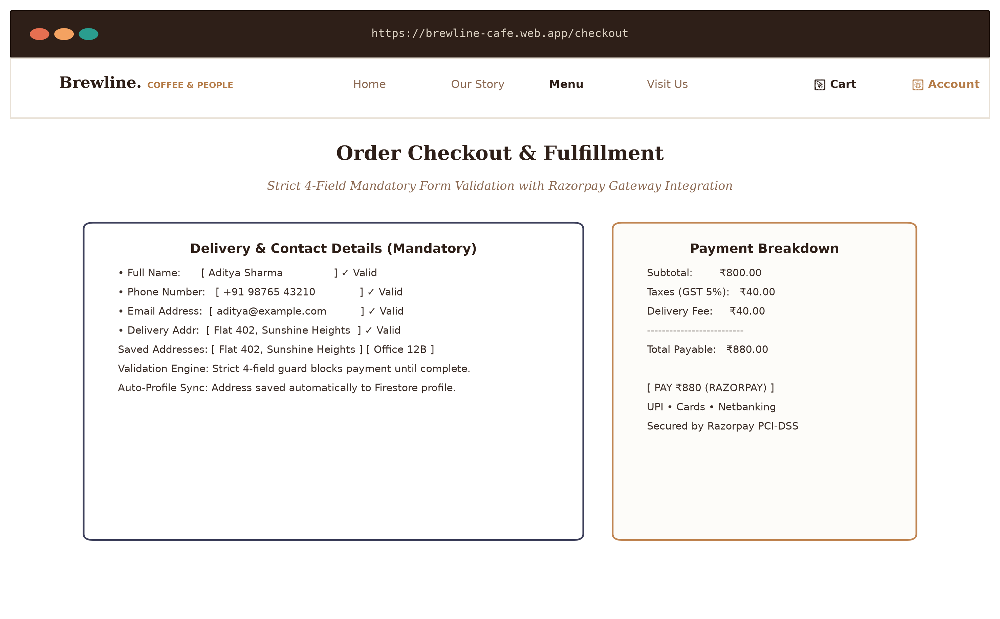 https://brewline-cafe.web.app/checkout
Brewline. COFFEE & PEOPLE Home Our Story Menu Visit Us Cart Account
Order Checkout & Fulfillment
Strict 4-Field Mandatory Form Validation with Razorpay Gateway Integration
Delivery & Contact Details (Mandatory)
• Full Name: [ Aditya Sharma ] ✓ Valid
• Phone Number: [ +91 98765 43210 ] ✓ Valid
• Email Address: [ aditya@example.com ] ✓ Valid
• Delivery Addr: [ Flat 402, Sunshine Heights ] ✓ Valid
Saved Addresses: [ Flat 402, Sunshine Heights ] [ Office 12B ]
Validation Engine: Strict 4-field guard blocks payment until complete.
Auto-Profile Sync: Address saved automatically to Firestore profile.
Payment Breakdown
Subtotal: ₹800.00
Taxes (GST 5%): ₹40.00
Delivery Fee: ₹40.00
--------------------------
Total Payable: ₹880.00
[ PAY ₹880 (RAZORPAY) ]
UPI • Cards • Netbanking
Secured by Razorpay PCI-DSS